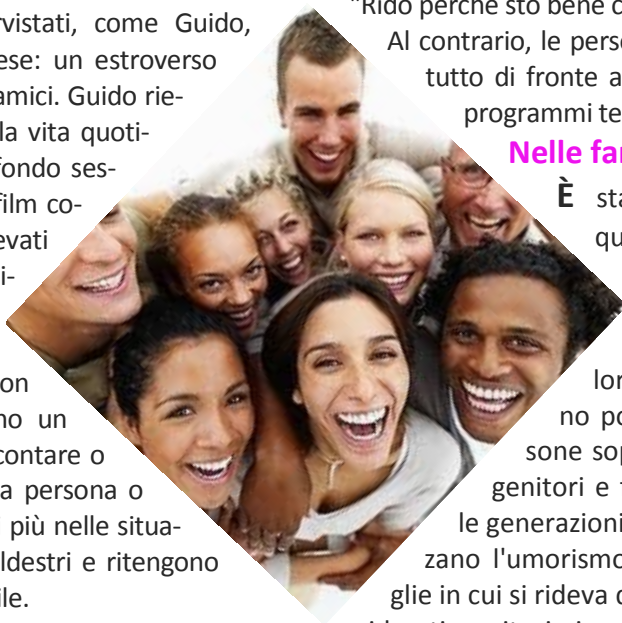 rvistati, come Guido,
ese: un estroverso
amici. Guido rie-
la vita quoti-
fondo ses-
film co-
evati
i-
on
no un
contare o
a persona o
i più nelle situa-
ldestri e ritengono
ile.
"Rido perché sto bene c
Al contrario, le perso
tutto di fronte a
programmi te
Nelle fam
È sta
qu
lor
no po
sone sop
genitori e
le generazioni
zano l'umorismo
glie in cui si rideva